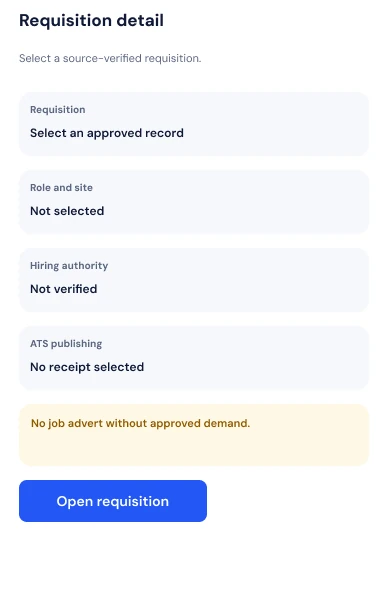 Requisition detail
Select a source-verified requisition.
Requisition
Select an approved record
Role and site
Not selected
Hiring authority
Not verified
ATS publishing
No receipt selected
No job advert without approved demand.
Open requisition